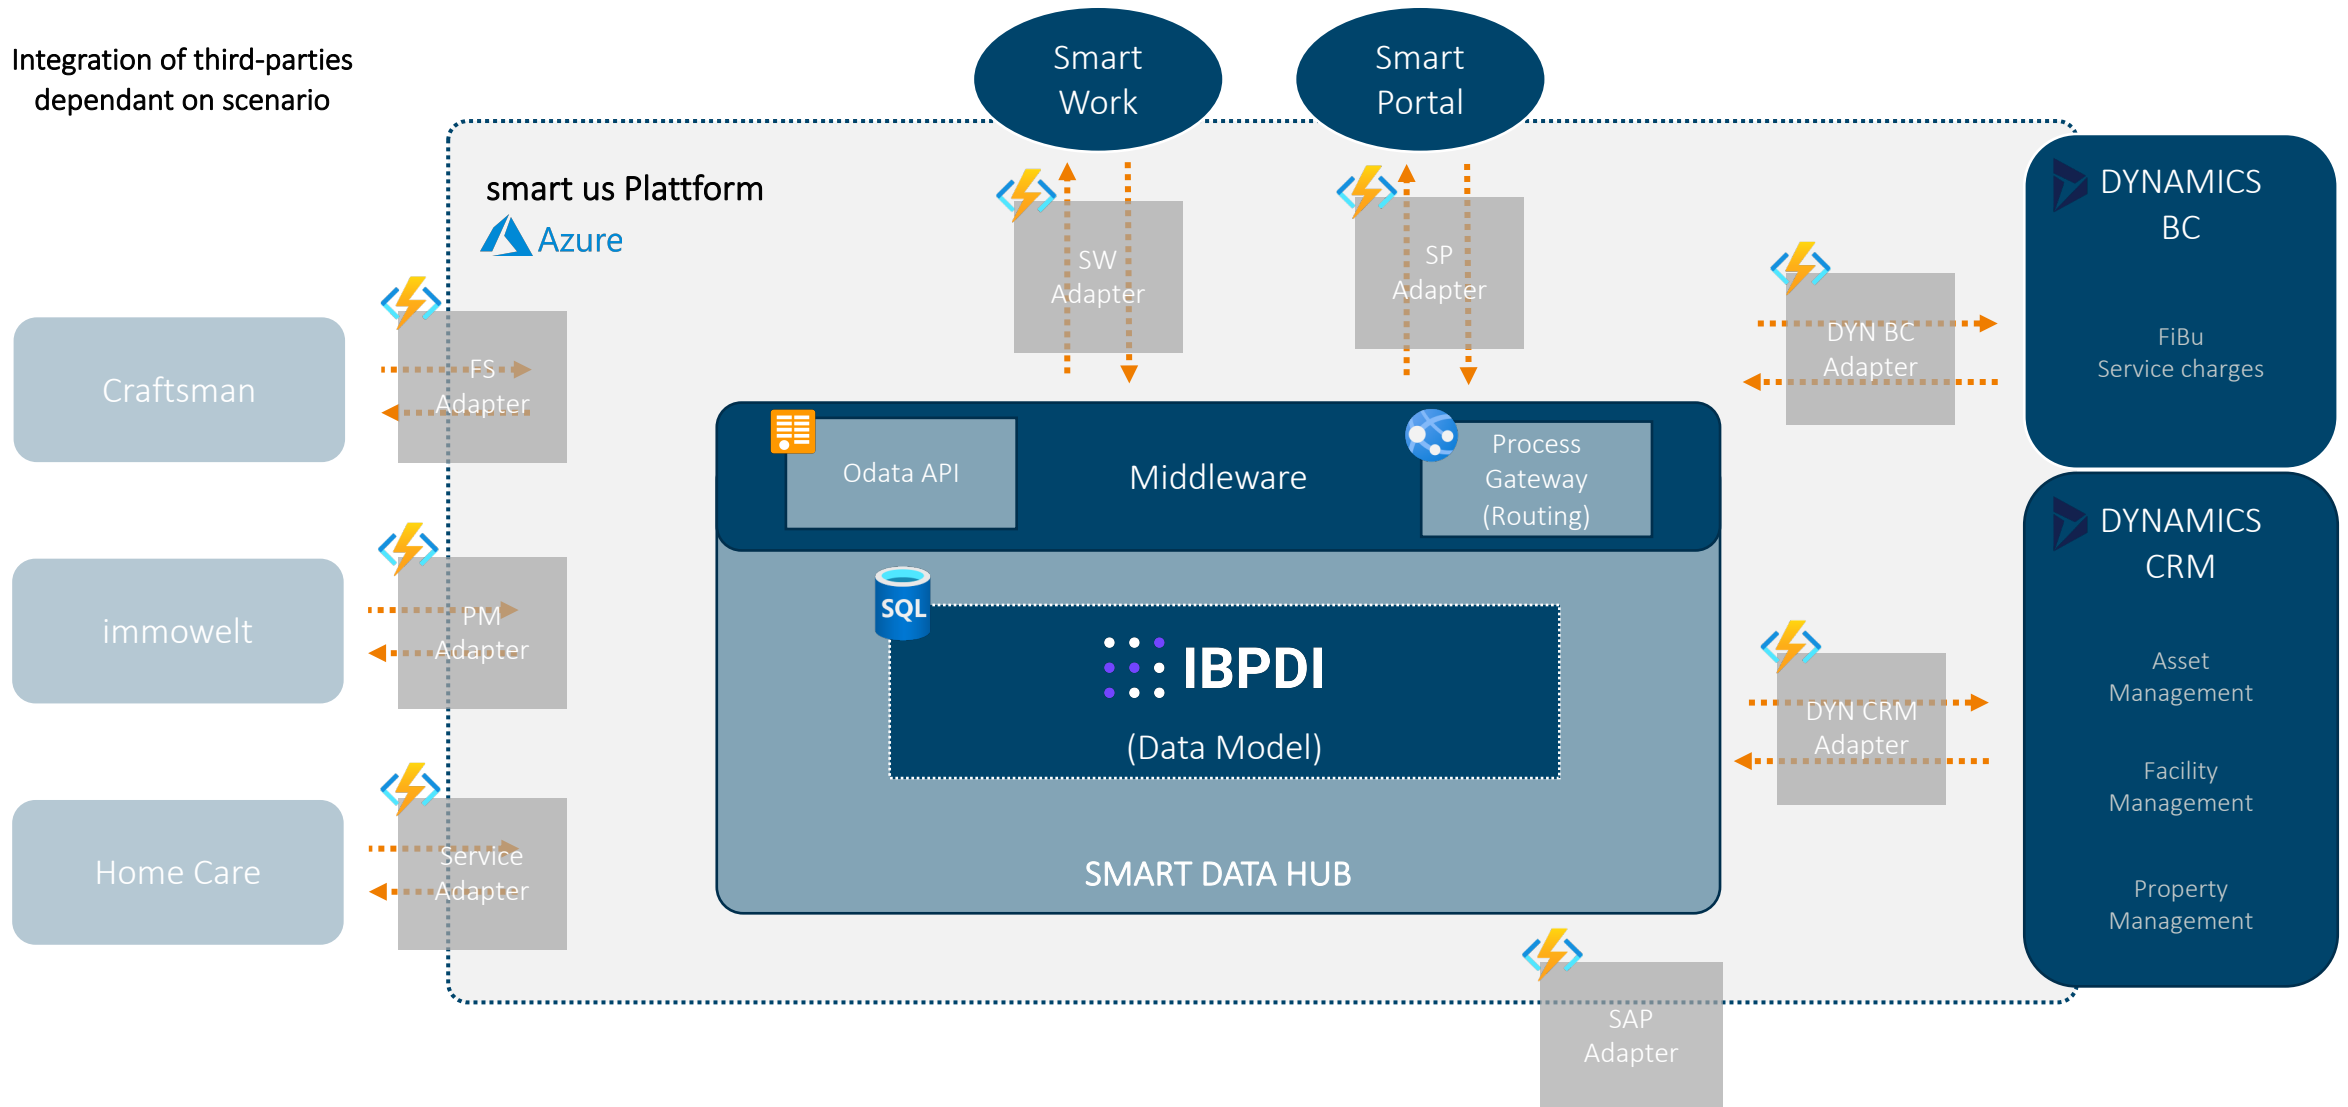 Integration of third-parties
dependant on scenario
Smart
Work
Smart
Portal
smart us Plattform
Azure
SW
Adapter
SP
Adapter
DYNAMICS
BC
FiBu
Service charges
DYN BC
Adapter
Craftsman
FS
Adapter
Odata API
Middleware
Process
Gateway
(Routing)
DYNAMICS
CRM
Asset
Management
Facility
Management
Property
Management
immowelt
PM
Adapter
SQL
IBPDI
(Data Model)
DYN CRM
Adapter
Home Care
Service
Adapter
SMART DATA HUB
SAP
Adapter